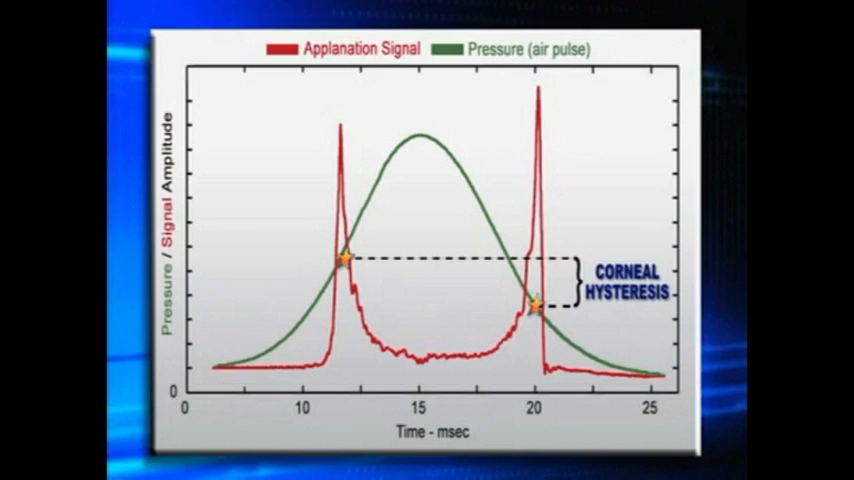 Applanation Signal Pressure (air pulse)
Pressure / Signal Amplitude
CORNEAL
HYSTERESIS
0
0 10 15 20 25
Time - msec